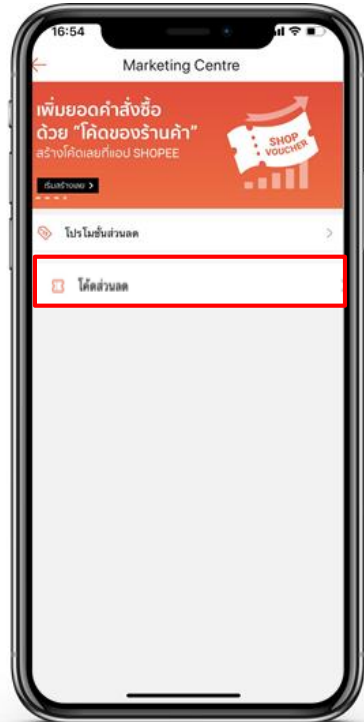 16:54
Marketing Centre
เพิ่มยอดคำสั่งซื้อ
ด้วย "โค้ดของร้านค้า"
สร้างโค้ดเลยที่แอป SHOPEE
SHOP
VOUCHER
เริ่มสร้างเลย >
โปรโมชั่นส่วนลด
โค้ดส่วนลด